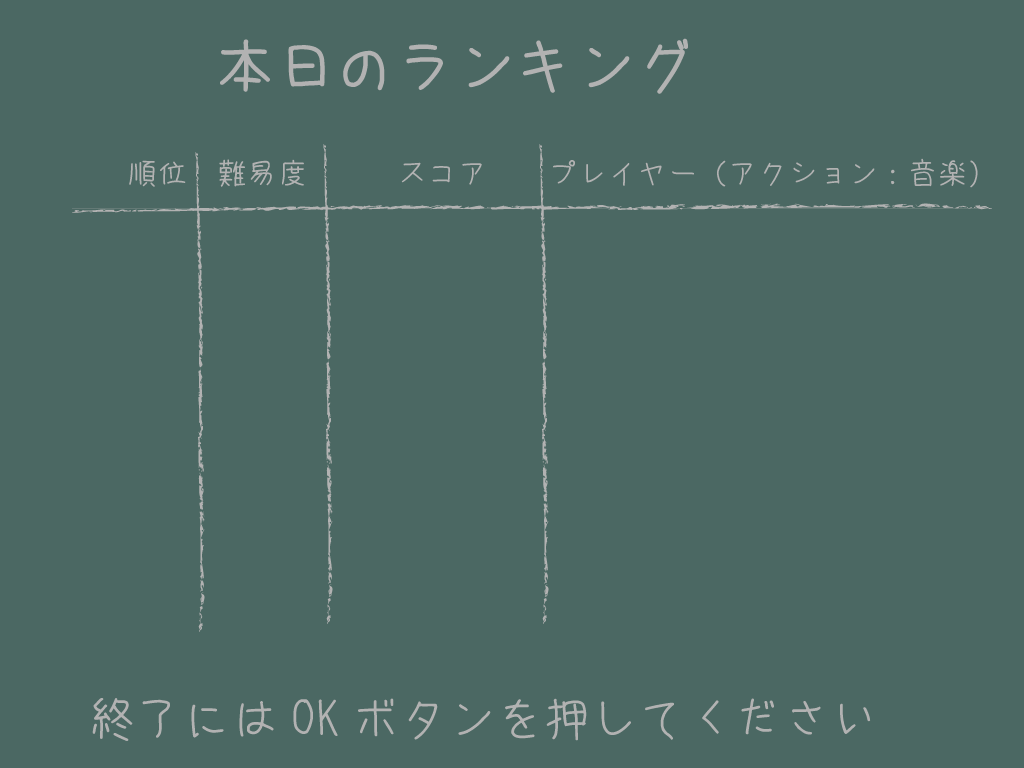 本日のランキング
順位 難易度 スコア プレイヤー（アクション：音楽）
終了には OK ボタンを押してください